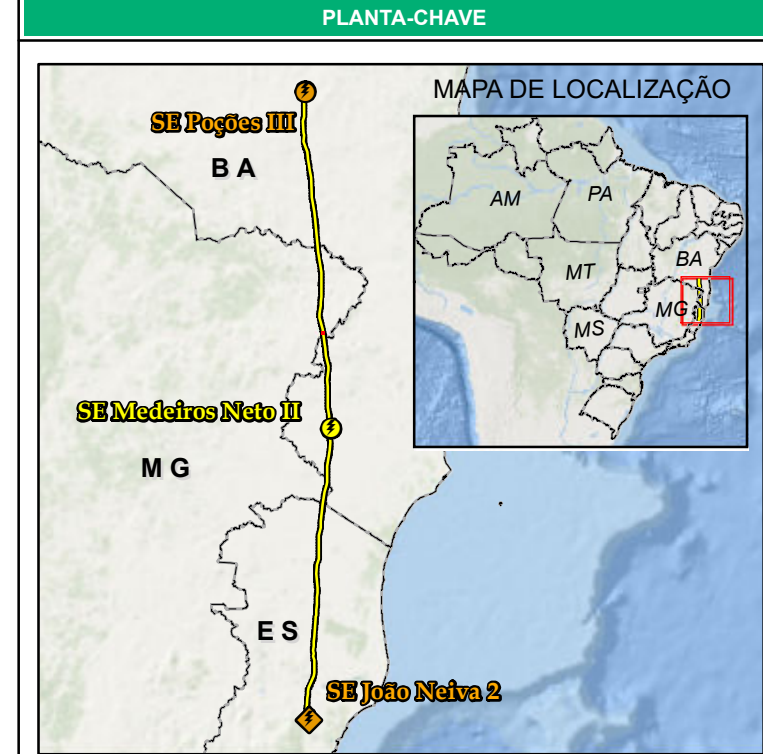 PLANTA-CHAVE
MAPA DE LOCALIZAÇÃO
SE Poções III
B A
AM
PA
BA
MT
MG
MS
SE Medeiros Neto II
M G
E S
SE João Neiva 2